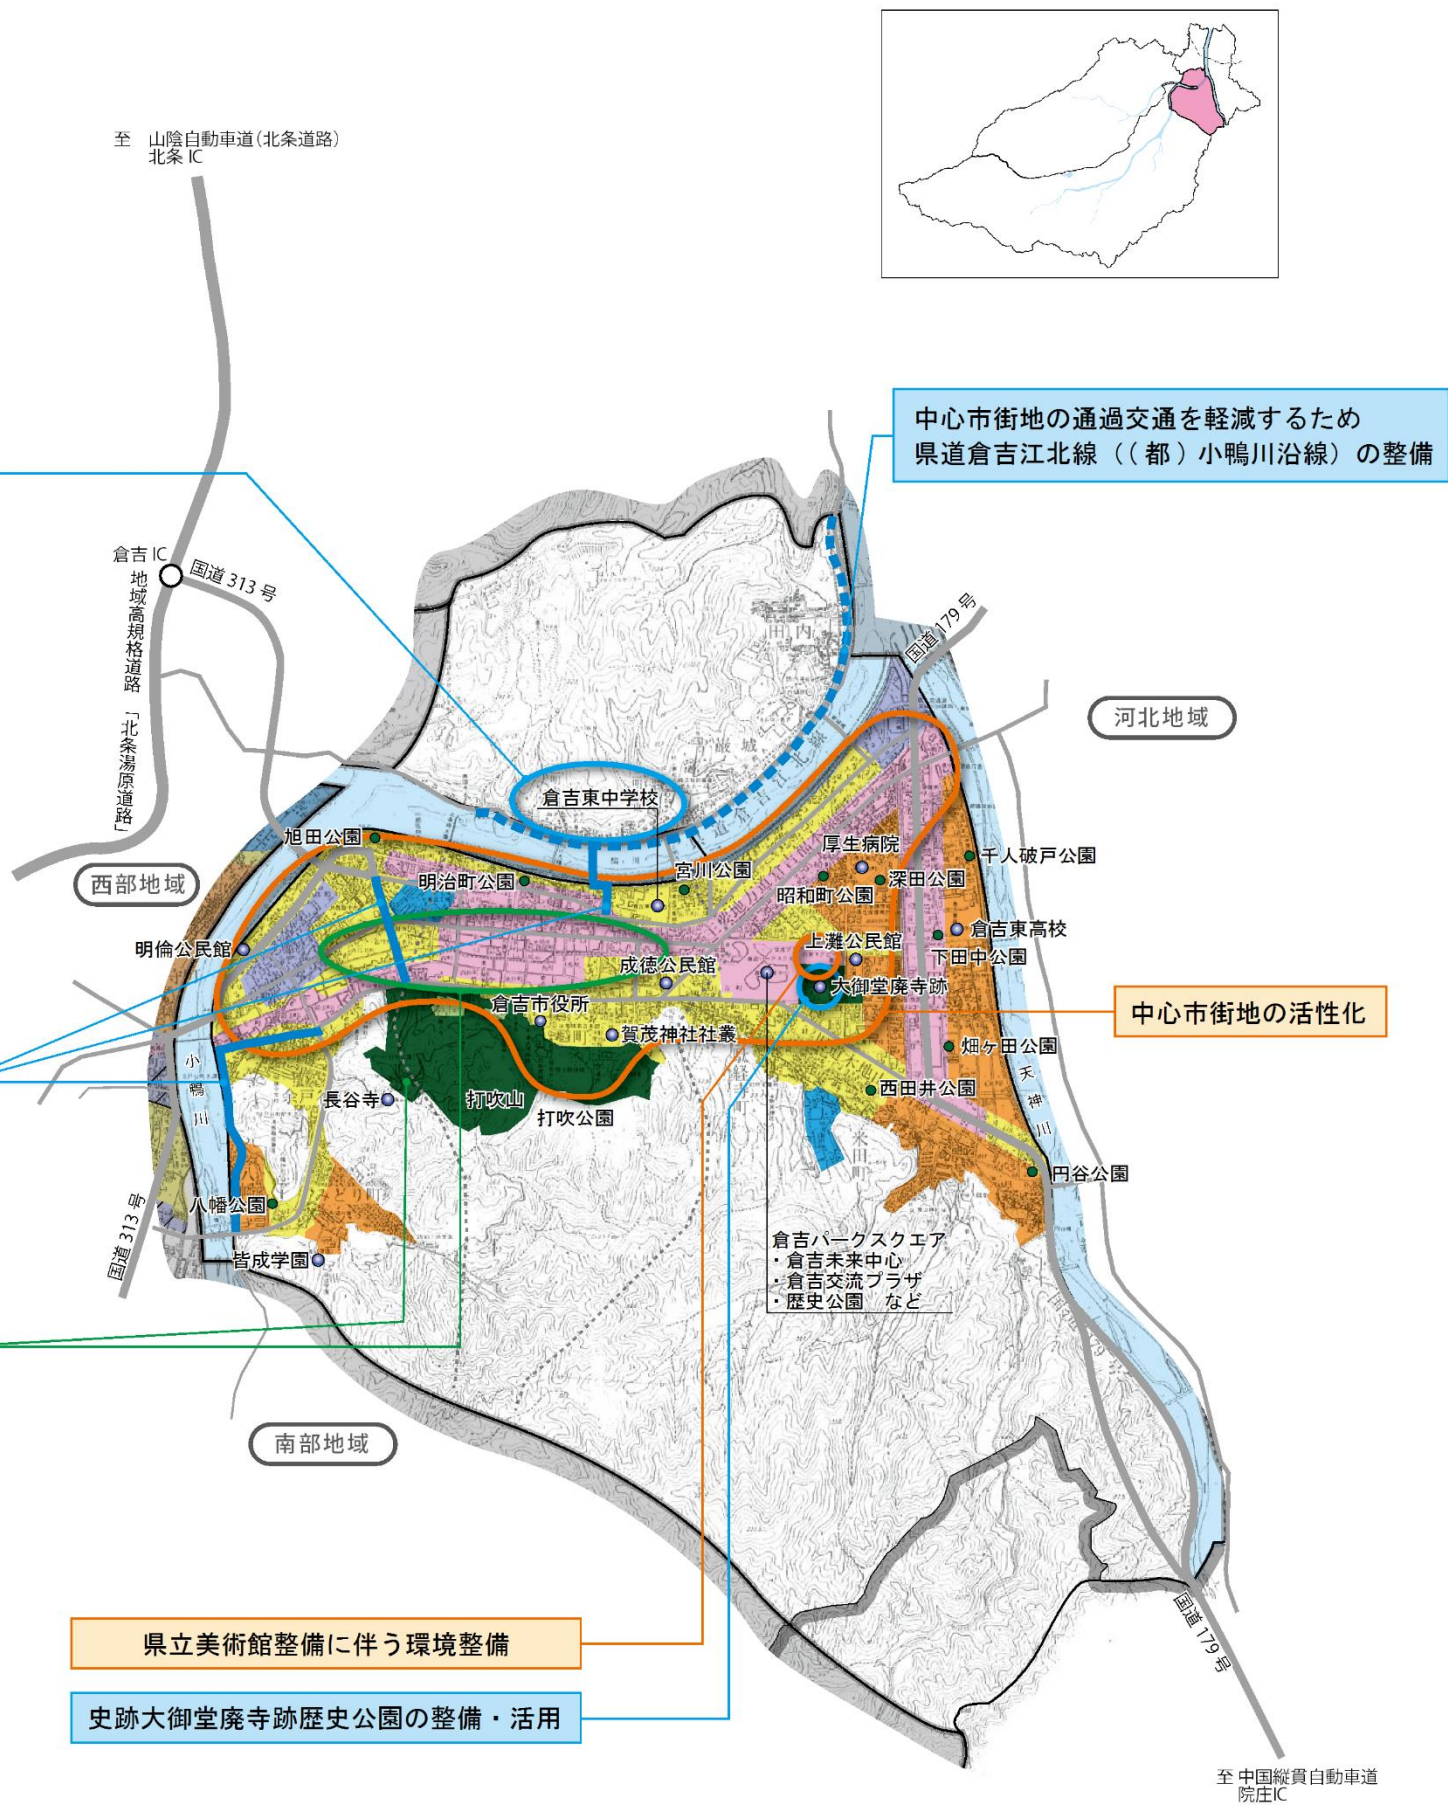 至 山陰自動車道(北条道路)
北条 IC
中心市街地の通過交通を軽減するため
県道倉吉江北線((都)小鴨川沿線)の整備
倉吉 IC
国道 313 号
地域高規格道路「北条湯原道路」
国道 179 号
田内
河北地域
巌城
県道倉吉江北線
倉吉東中学校
旭田公園
西部地域
厚生病院
千人破戸公園
宮川公園
明治町公園
深田公園
昭和町公園
倉吉東高校
上灘公民館
明倫公民館
下田中公園
成徳公民館
大御堂廃寺跡
倉吉市役所
中心市街地の活性化
賀茂神社社叢
畑ヶ田公園
小鴨川
西田井公園
天神川
長谷寺
打吹山
打吹公園
米田町
円谷公園
八幡公園
国道 313 号
倉吉パークスクエア
・倉吉未来中心
・倉吉交流プラザ
・歴史公園 など
皆成学園
南部地域
県立美術館整備に伴う環境整備
国道 179 号
史跡大御堂廃寺跡歴史公園の整備・活用
至 中国縦貫自動車道
院庄IC